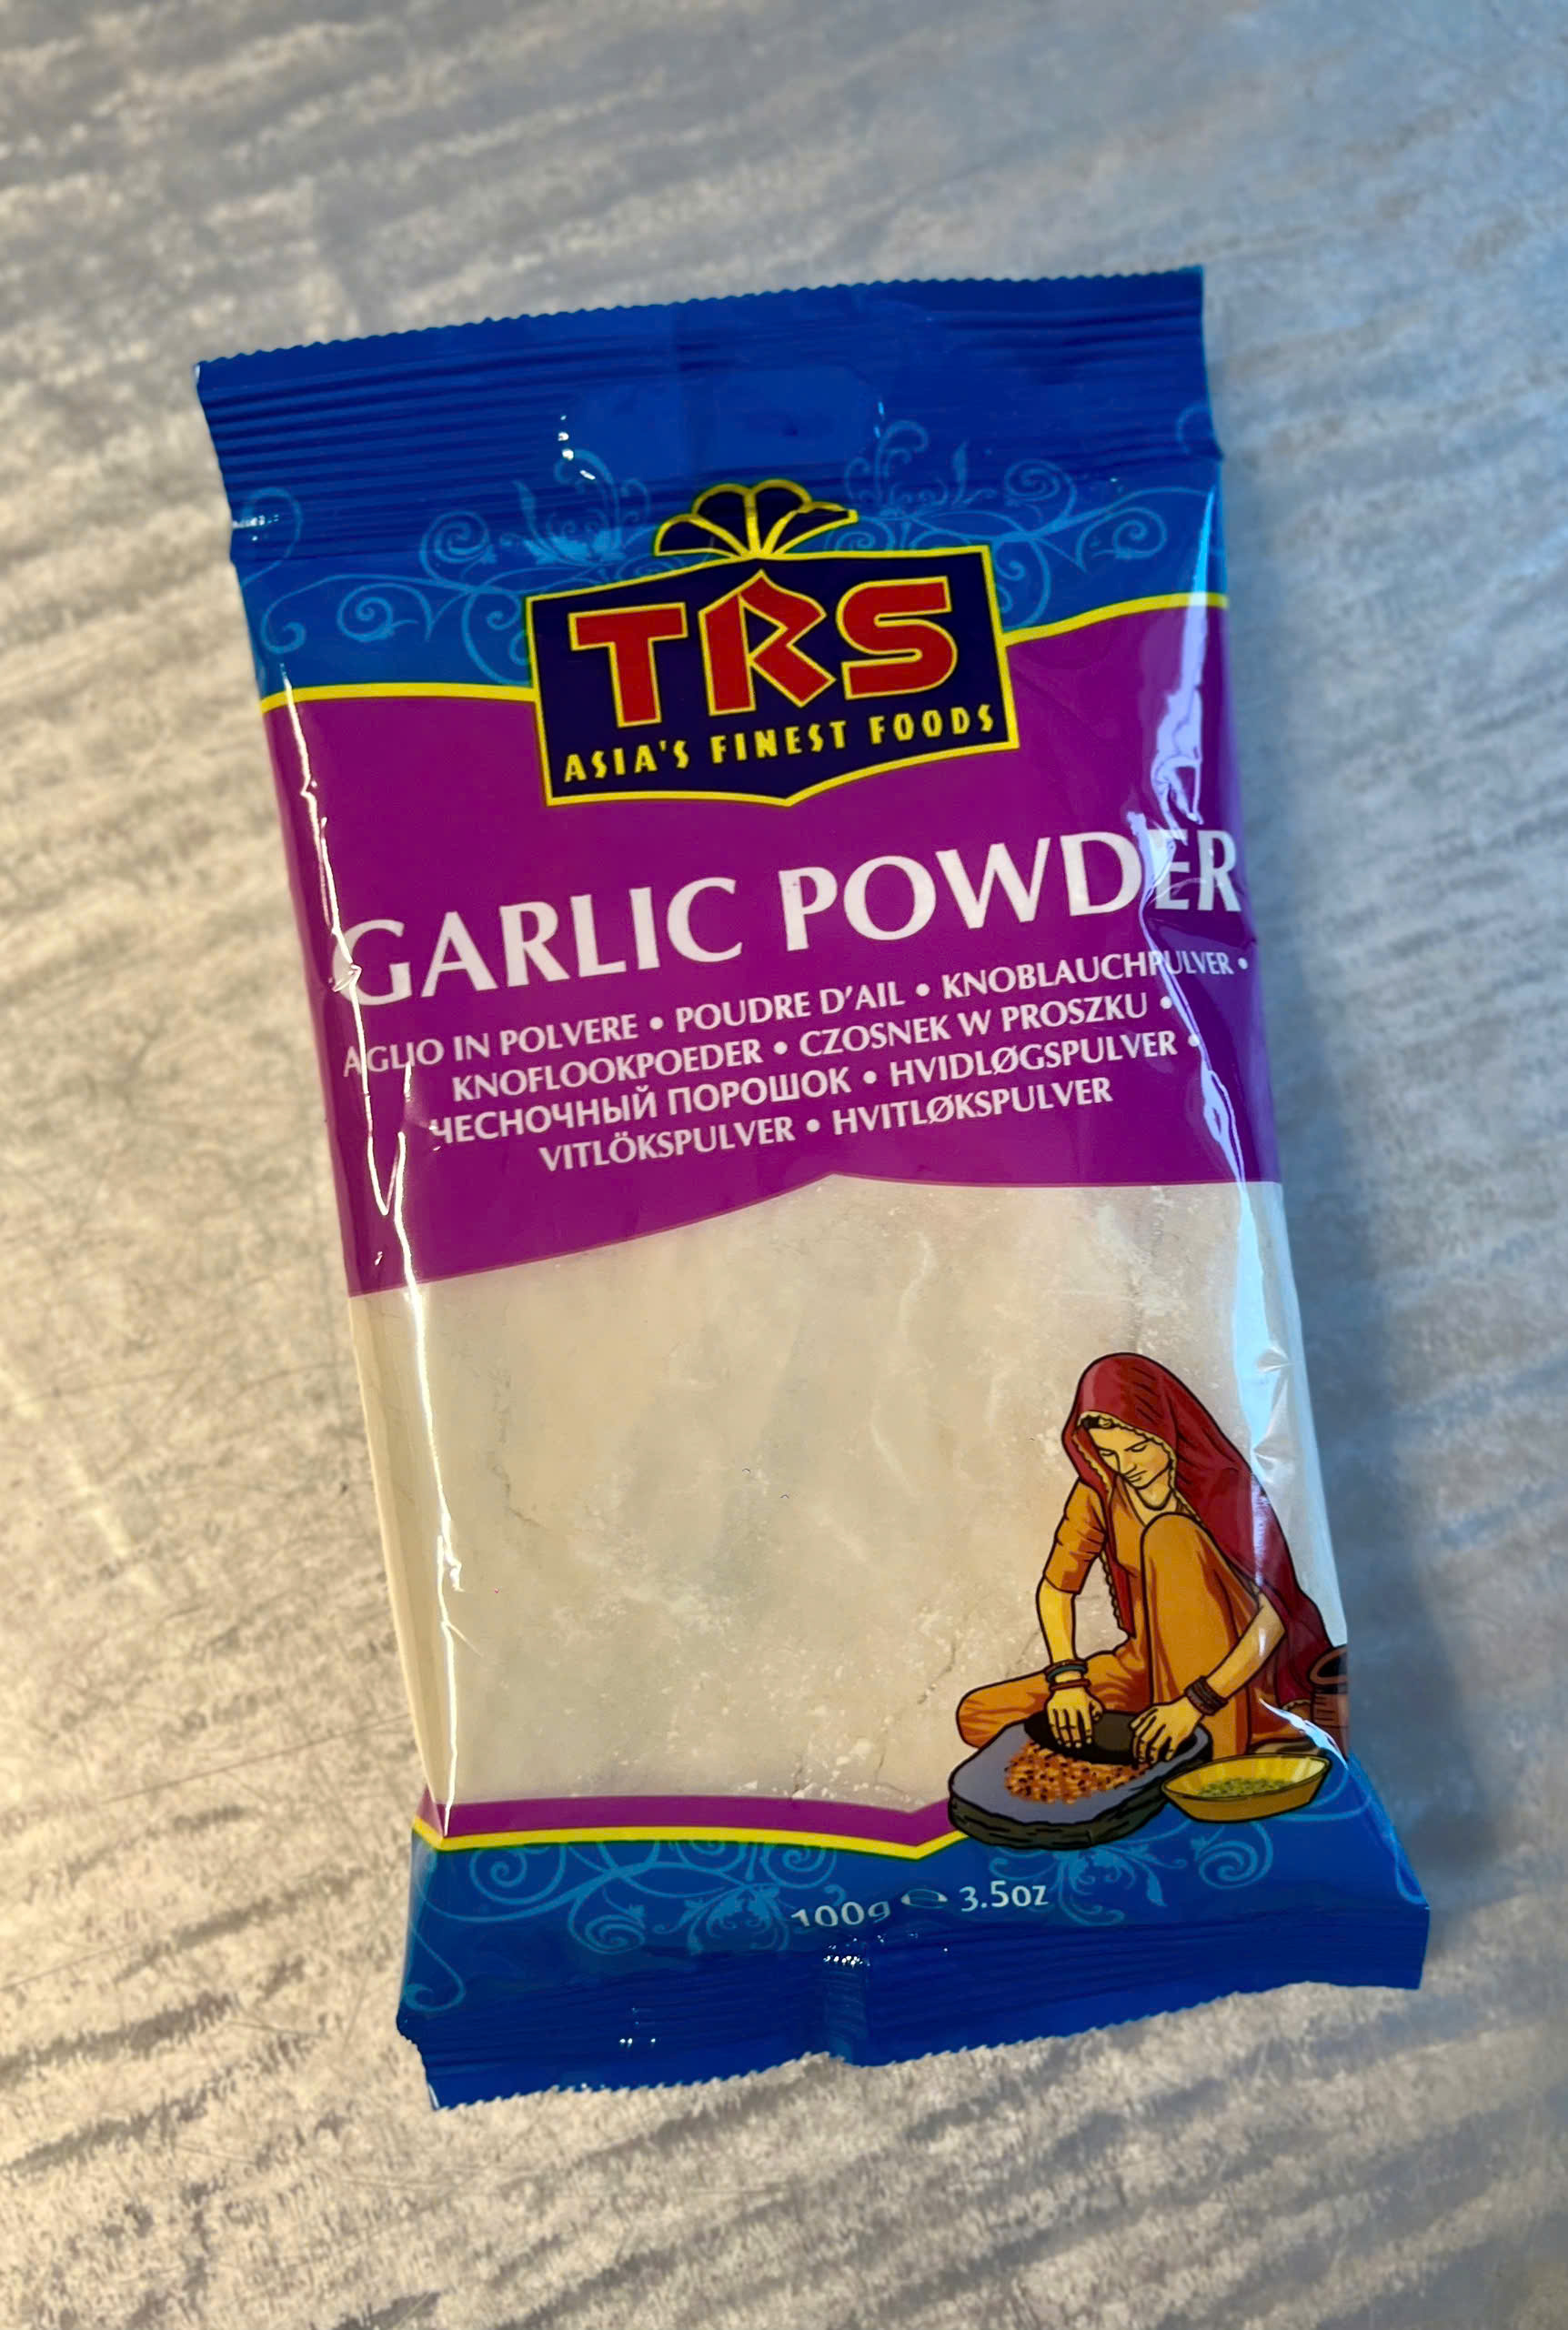 TRS
ASIA'S FINEST FOODS
GARLIC POWDER
AGLIO IN POLVERE • POUDRE D'AIL • KNOBLAUCHPULVER •
KNOFLOOKPOEDER • CZOSNEK W PROSZKU •
ЧЕСНОЧНЫЙ ПОРОШОК • HVIDLØGSPULVER •
VITLÖKSPULVER • HVITLØKSPULVER
100g ℮ 3.5oz